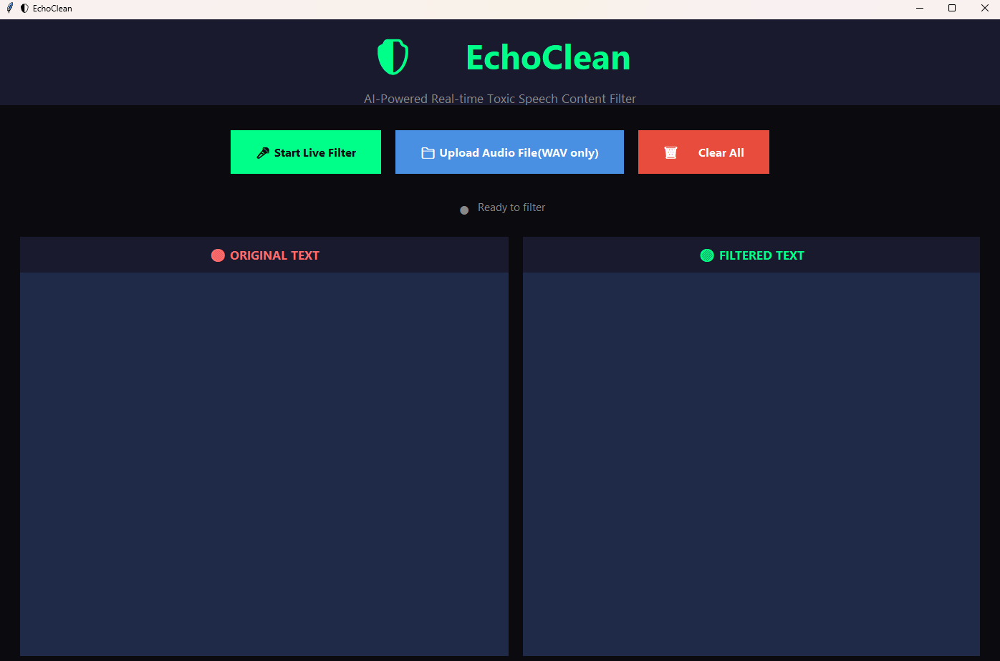 EchoClean
EchoClean
AI-Powered Real-time Toxic Speech Content Filter
Start Live Filter
Upload Audio File(WAV only)
Clear All
Ready to filter
ORIGINAL TEXT
FILTERED TEXT